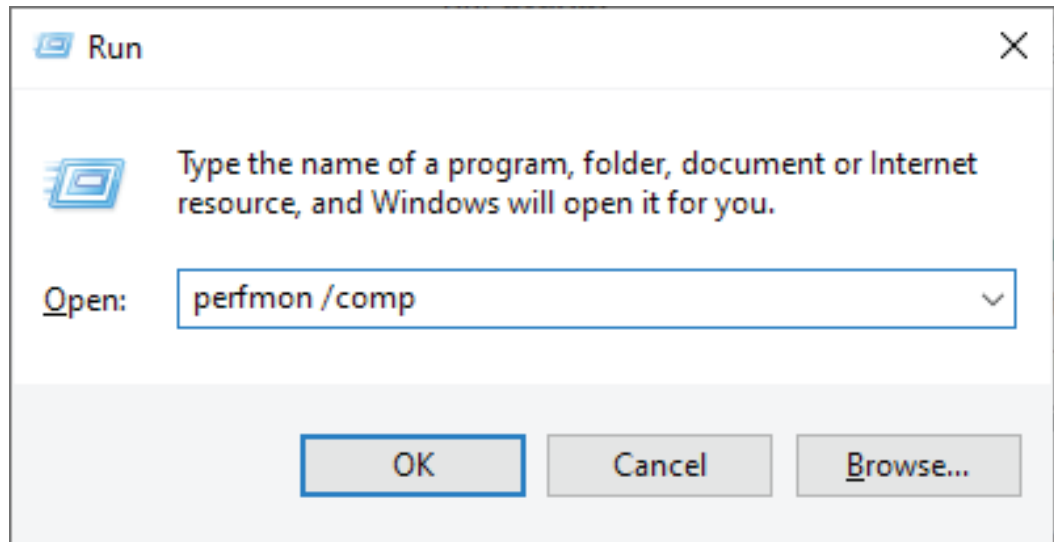 Run
Type the name of a program, folder, document or Internet
resource, and Windows will open it for you.
Open: perfmon /comp
OK Cancel Browse...